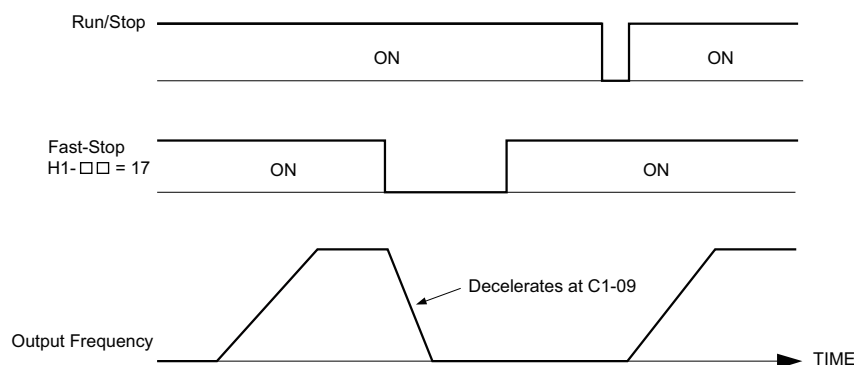 Run/Stop
ON
ON
Fast-Stop
H1-□□ = 17
ON
ON
Decelerates at C1-09
Output Frequency
TIME